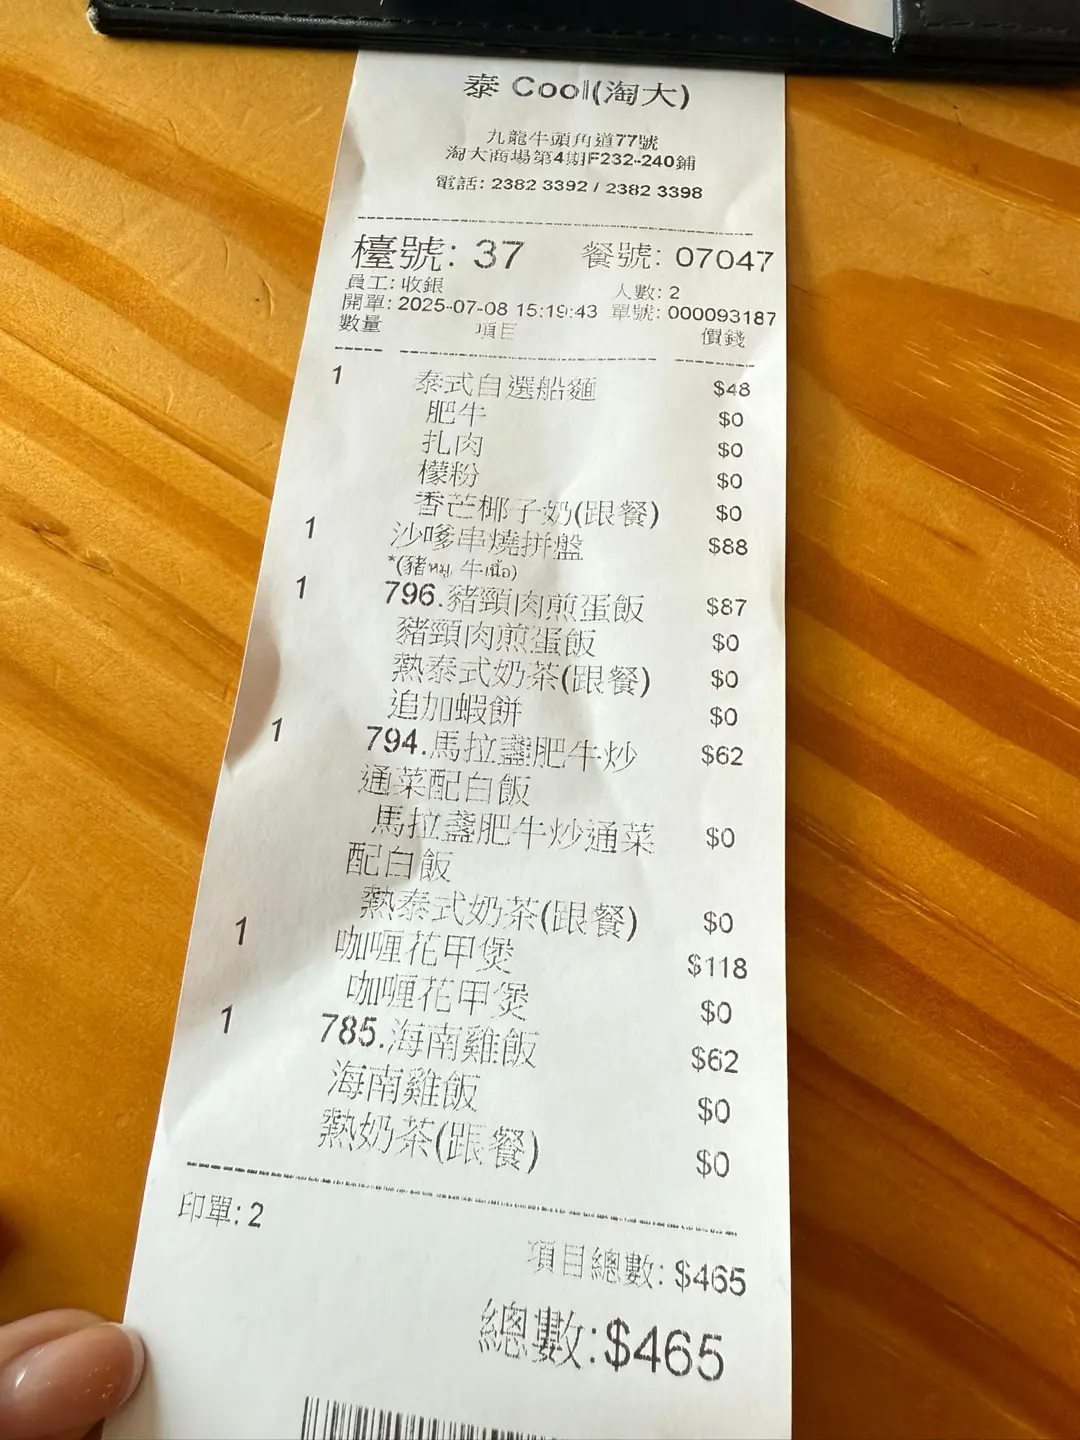 泰 Cool(淘大)
九龍牛頭角道77號
淘大商場第4期F232-240鋪
電話: 2382 3392 / 2382 3398
檯號: 37 餐號: 07047
員工: 收銀 人數: 2
開單: 2025-07-08 15:19:43 單號: 000093187
數量 項目 價錢
1 泰式自選船麵 $48
肥牛 $0
扎肉 $0
檬粉 $0
香芒椰子奶(跟餐) $0
1 沙嗲串燒拼盤 $88
*(豬หมู, 牛เนื้อ)
1 796.豬頸肉煎蛋飯 $87
豬頸肉煎蛋飯 $0
熱泰式奶茶(跟餐) $0
追加蝦餅 $0
1 794.馬拉盞肥牛炒 $62
通菜配白飯
馬拉盞肥牛炒通菜 $0
配白飯
熱泰式奶茶(跟餐) $0
1 咖喱花甲煲 $118
咖喱花甲煲 $0
1 785.海南雞飯 $62
海南雞飯 $0
熱奶茶(跟餐) $0
印單: 2
項目總數: $465
總數:$465